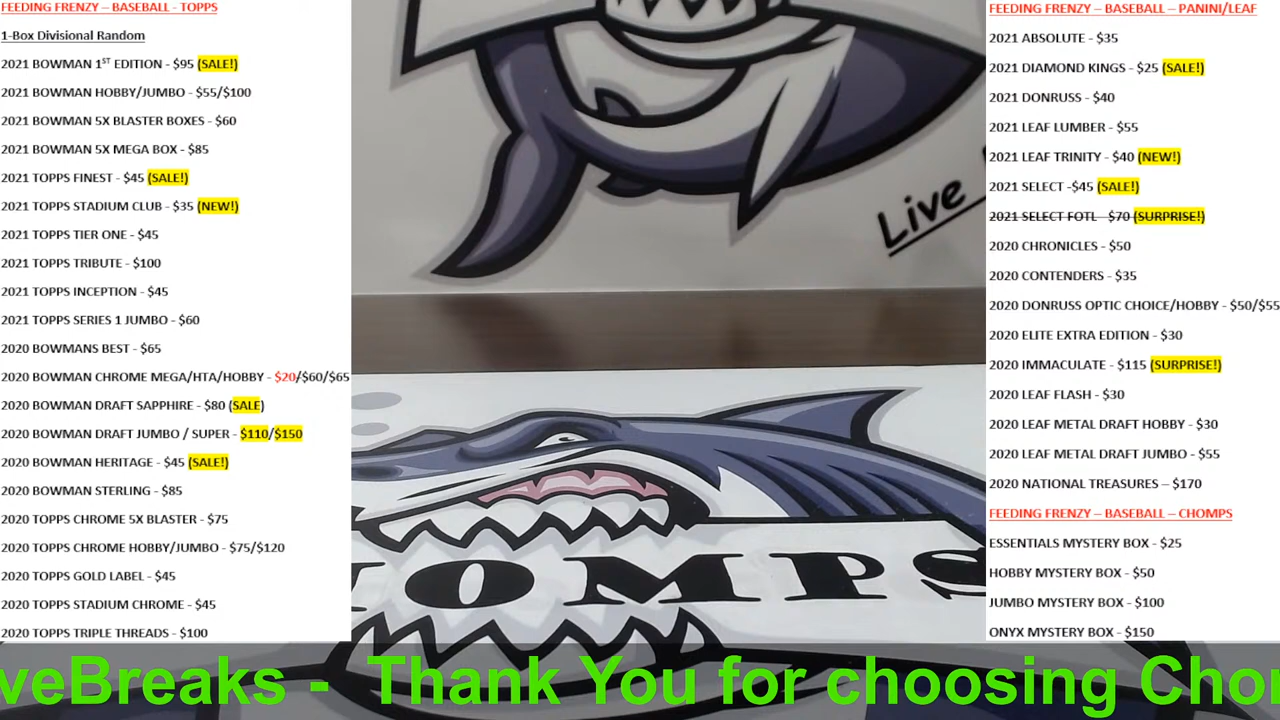 FEEDING FRENZY – BASEBALL - TOPPS
1-Box Divisional Random
2021 BOWMAN 1ST EDITION - $95 (SALE!)
2021 BOWMAN HOBBY/JUMBO - $55/$100
2021 BOWMAN 5X BLASTER BOXES - $60
2021 BOWMAN 5X MEGA BOX - $85
2021 TOPPS FINEST - $45 (SALE!)
2021 TOPPS STADIUM CLUB - $35 (NEW!)
2021 TOPPS TIER ONE - $45
2021 TOPPS TRIBUTE - $100
2021 TOPPS INCEPTION - $45
2021 TOPPS SERIES 1 JUMBO - $60
2020 BOWMANS BEST - $65
2020 BOWMAN CHROME MEGA/HTA/HOBBY - $20/$60/$65
2020 BOWMAN DRAFT SAPPHIRE - $80 (SALE)
2020 BOWMAN DRAFT JUMBO / SUPER - $110/$150
2020 BOWMAN HERITAGE - $45 (SALE!)
2020 BOWMAN STERLING - $85
2020 TOPPS CHROME 5X BLASTER - $75
2020 TOPPS CHROME HOBBY/JUMBO - $75/$120
2020 TOPPS GOLD LABEL - $45
2020 TOPPS STADIUM CHROME - $45
2020 TOPPS TRIPLE THREADS - $100
Live
OMPS
FEEDING FRENZY – BASEBALL – PANINI/LEAF
2021 ABSOLUTE - $35
2021 DIAMOND KINGS - $25 (SALE!)
2021 DONRUSS - $40
2021 LEAF LUMBER - $55
2021 LEAF TRINITY - $40 (NEW!)
2021 SELECT -$45 (SALE!)
2021 SELECT FOTL - $70 (SURPRISE!)
2020 CHRONICLES - $50
2020 CONTENDERS - $35
2020 DONRUSS OPTIC CHOICE/HOBBY - $50/$55
2020 ELITE EXTRA EDITION - $30
2020 IMMACULATE - $115 (SURPRISE!)
2020 LEAF FLASH - $30
2020 LEAF METAL DRAFT HOBBY - $30
2020 LEAF METAL DRAFT JUMBO - $55
2020 NATIONAL TREASURES – $170
FEEDING FRENZY – BASEBALL – CHOMPS
ESSENTIALS MYSTERY BOX - $25
HOBBY MYSTERY BOX - $50
JUMBO MYSTERY BOX - $100
ONYX MYSTERY BOX - $150
veBreaks - Thank You for choosing Cho